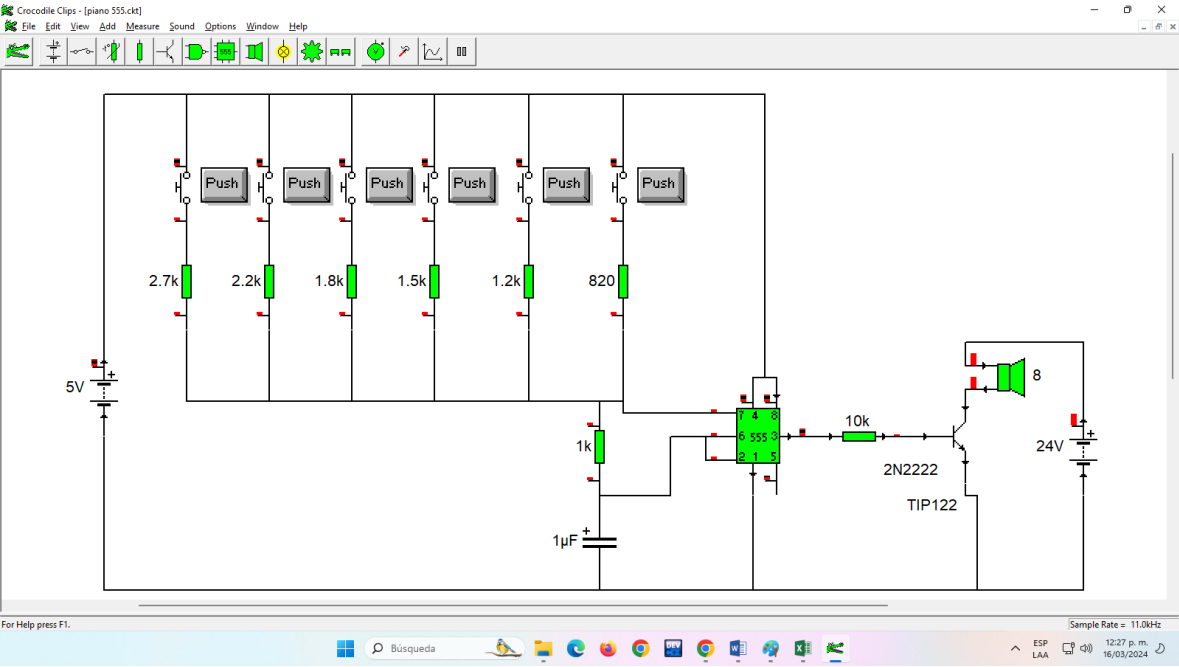 Crocodile Clips - [piano 555.ckt]
File Edit View Add Measure Sound Options Window Help
555
V
Push Push Push Push Push Push
2.7k 2.2k 1.8k 1.5k 1.2k 820
5V
+
8
7 4 8
10k
1k
6 555 3
24V
+
2 1 5
2N2222
TIP122
+
1µF
For Help press F1.
Sample Rate = 11.0kHz
Búsqueda
ESP
LAA
12:27 p. m.
16/03/2024